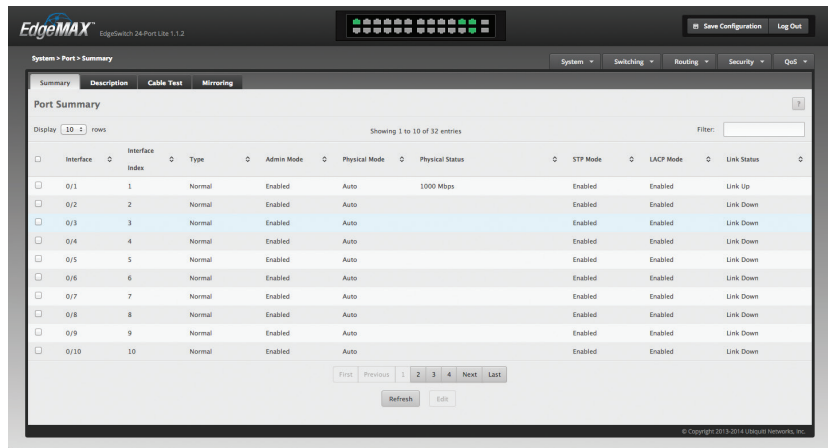 EdgeMAX™ EdgeSwitch 24-Port Lite 1.1.2
Save Configuration Log Out
System > Port > Summary
System Switching Routing Security QoS
Summary Description Cable Test Mirroring
Port Summary ?
Display 10 rows Showing 1 to 10 of 32 entries Filter:
Interface Interface Index Type Admin Mode Physical Mode Physical Status STP Mode LACP Mode Link Status
0/1 1 Normal Enabled Auto 1000 Mbps Enabled Enabled Link Up
0/2 2 Normal Enabled Auto Enabled Enabled Link Down
0/3 3 Normal Enabled Auto Enabled Enabled Link Down
0/4 4 Normal Enabled Auto Enabled Enabled Link Down
0/5 5 Normal Enabled Auto Enabled Enabled Link Down
0/6 6 Normal Enabled Auto Enabled Enabled Link Down
0/7 7 Normal Enabled Auto Enabled Enabled Link Down
0/8 8 Normal Enabled Auto Enabled Enabled Link Down
0/9 9 Normal Enabled Auto Enabled Enabled Link Down
0/10 10 Normal Enabled Auto Enabled Enabled Link Down
First Previous 1 2 3 4 Next Last
Refresh Edit
© Copyright 2013-2014 Ubiquiti Networks, Inc.